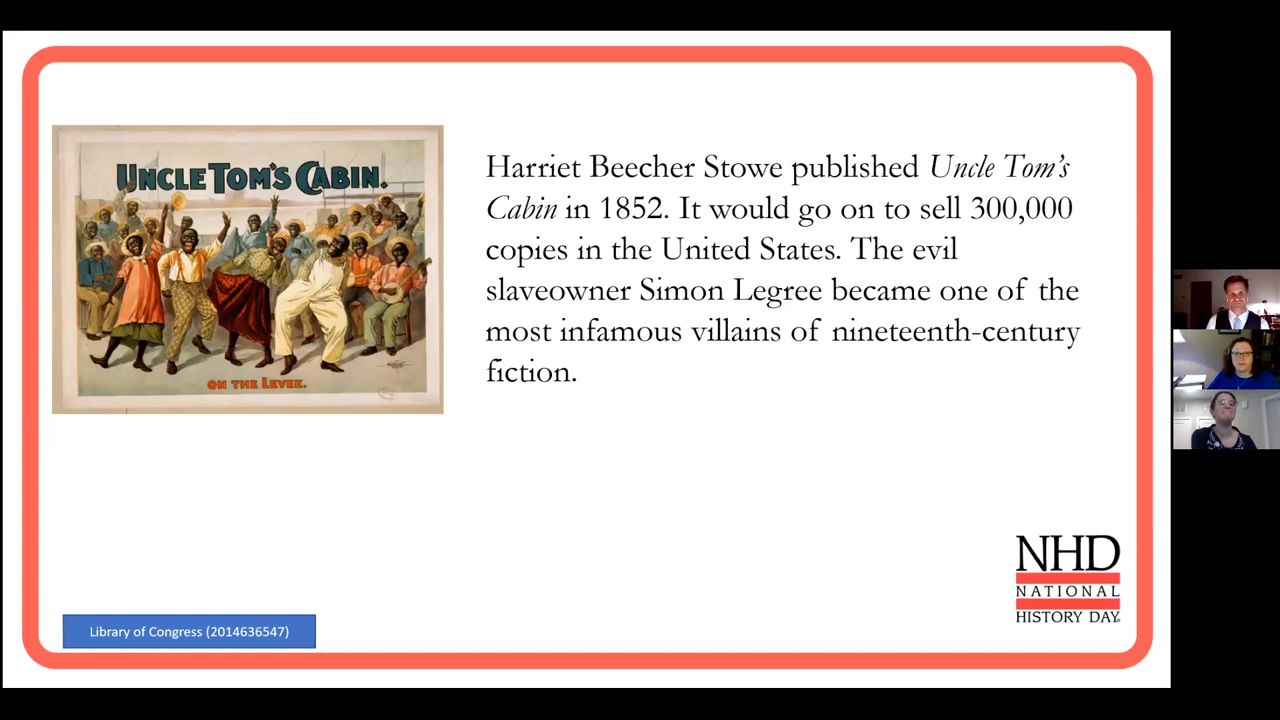 UNCLE TOM'S CABIN.
ON THE LEVEE.
Harriet Beecher Stowe published Uncle Tom’s
Cabin in 1852. It would go on to sell 300,000
copies in the United States. The evil
slaveowner Simon Legree became one of the
most infamous villains of nineteenth-century
fiction.
Library of Congress (2014636547)
NHD
NATIONAL
HISTORY DAY®